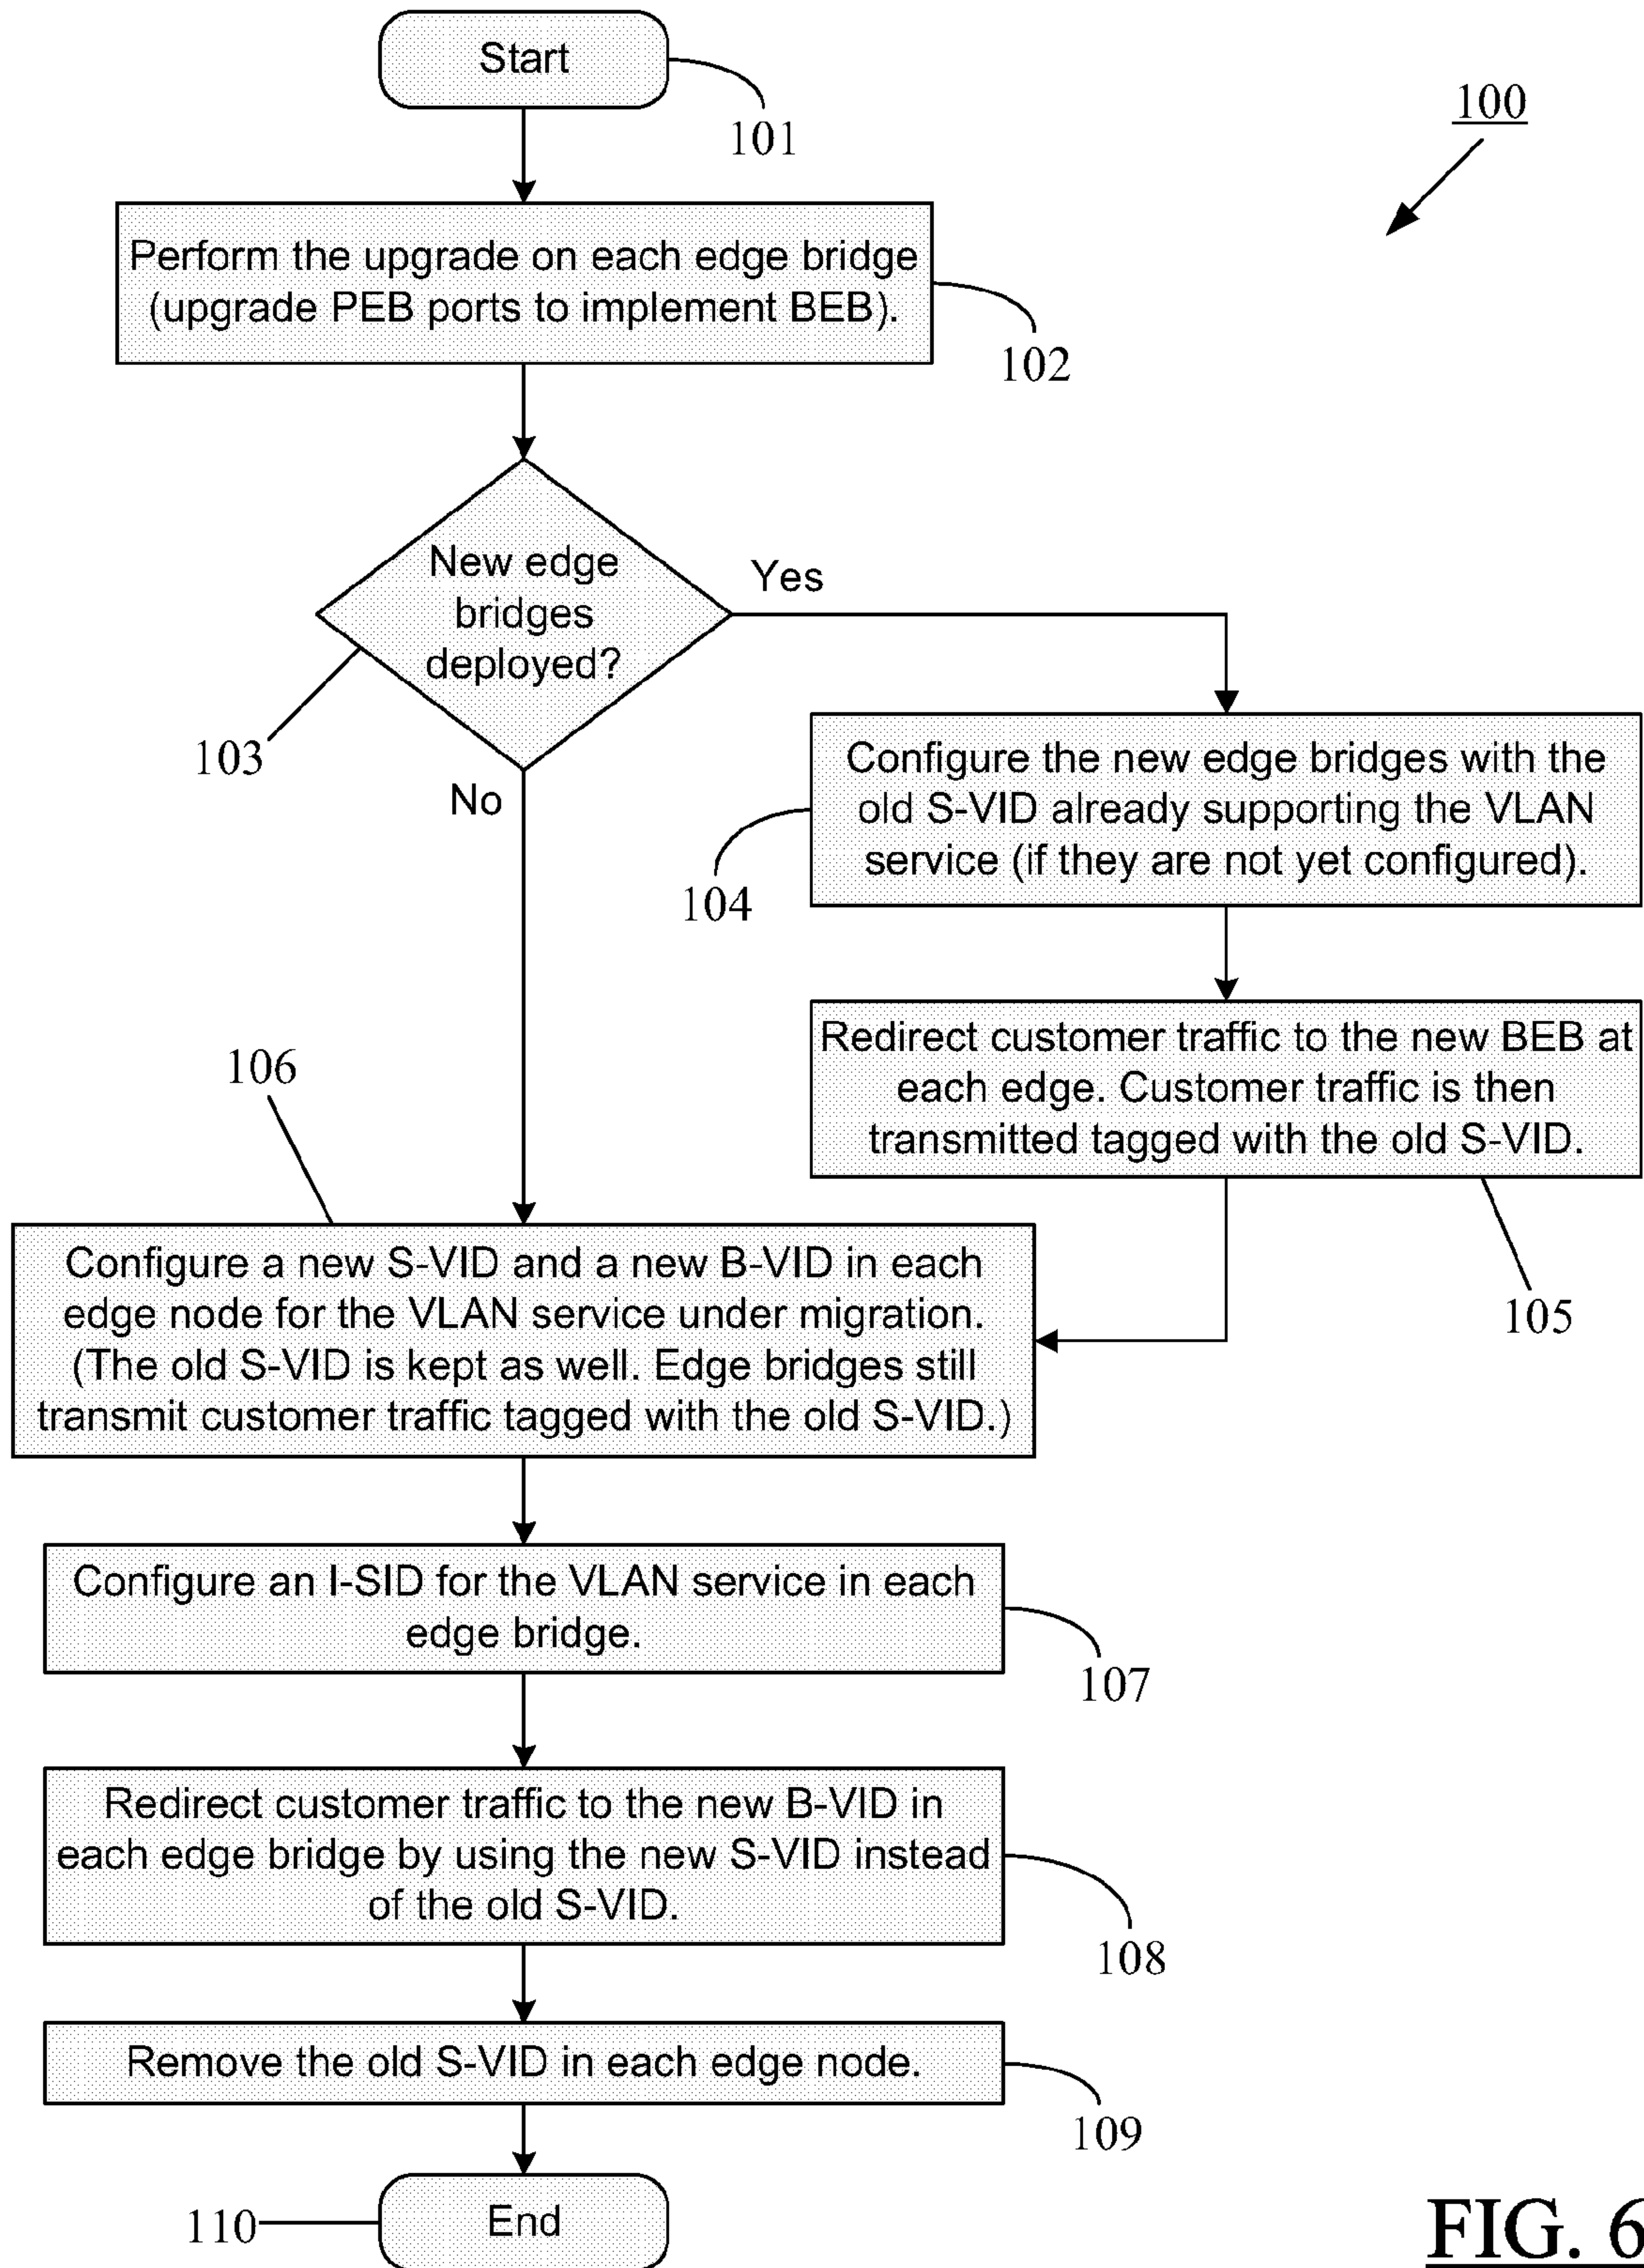 Start
101
100
Perform the upgrade on each edge bridge
(upgrade PEB ports to implement BEB).
102
New edge
bridges
deployed?
Yes
103
No
Configure the new edge bridges with the
old S-VID already supporting the VLAN
service (if they are not yet configured).
104
Redirect customer traffic to the new BEB at
each edge. Customer traffic is then
transmitted tagged with the old S-VID.
105
106
Configure a new S-VID and a new B-VID in each
edge node for the VLAN service under migration.
(The old S-VID is kept as well. Edge bridges still
transmit customer traffic tagged with the old S-VID.)
Configure an I-SID for the VLAN service in each
edge bridge.
107
Redirect customer traffic to the new B-VID in
each edge bridge by using the new S-VID instead
of the old S-VID.
108
Remove the old S-VID in each edge node.
109
End
110
FIG. 6